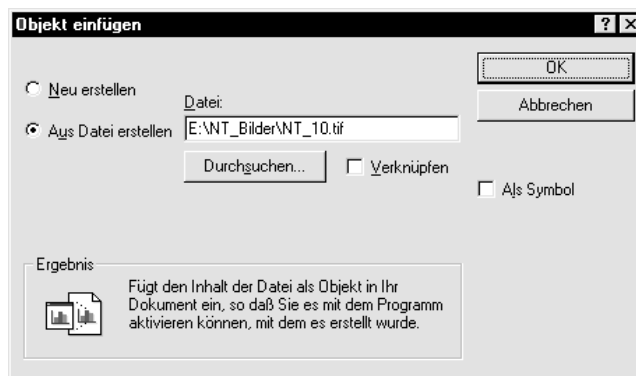 Objekt einfügen
OK
Neu erstellen
Datei:
Abbrechen
Aus Datei erstellen
E:\NT_Bilder\NT_10.tif
Durchsuchen...
Verknüpfen
Als Symbol
Ergebnis
Fügt den Inhalt der Datei als Objekt in Ihr
Dokument ein, so daß Sie es mit dem Programm
aktivieren können, mit dem es erstellt wurde.